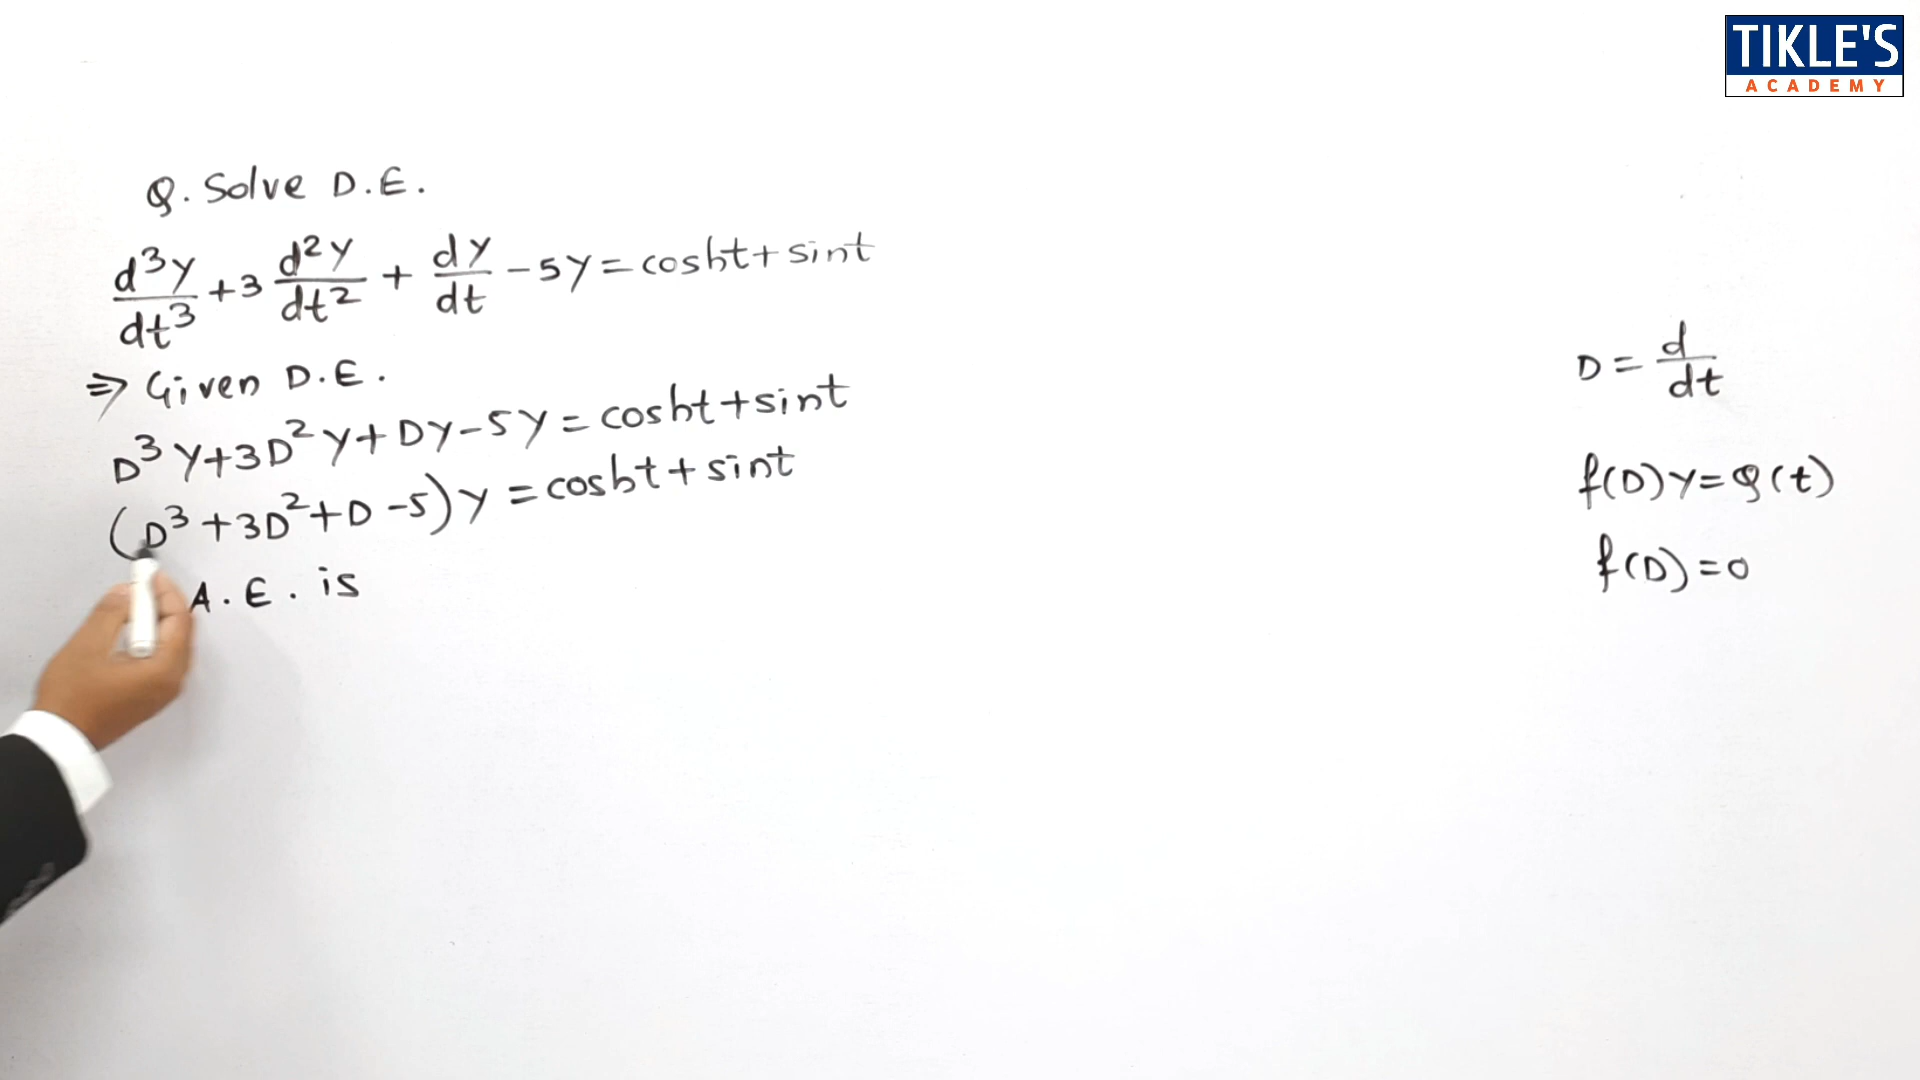 TIKLE'S
ACADEMY
Q. Solve D.E.
d³y/dt³ + 3 d²y/dt² + dy/dt - 5y = cosht + sint
⇒ Given D.E.
D³y + 3D²y + Dy - 5y = cosht + sint
(D³ + 3D² + D - 5)y = cosht + sint
A.E. is
D = d/dt
f(D)y = Q(t)
f(D) = 0